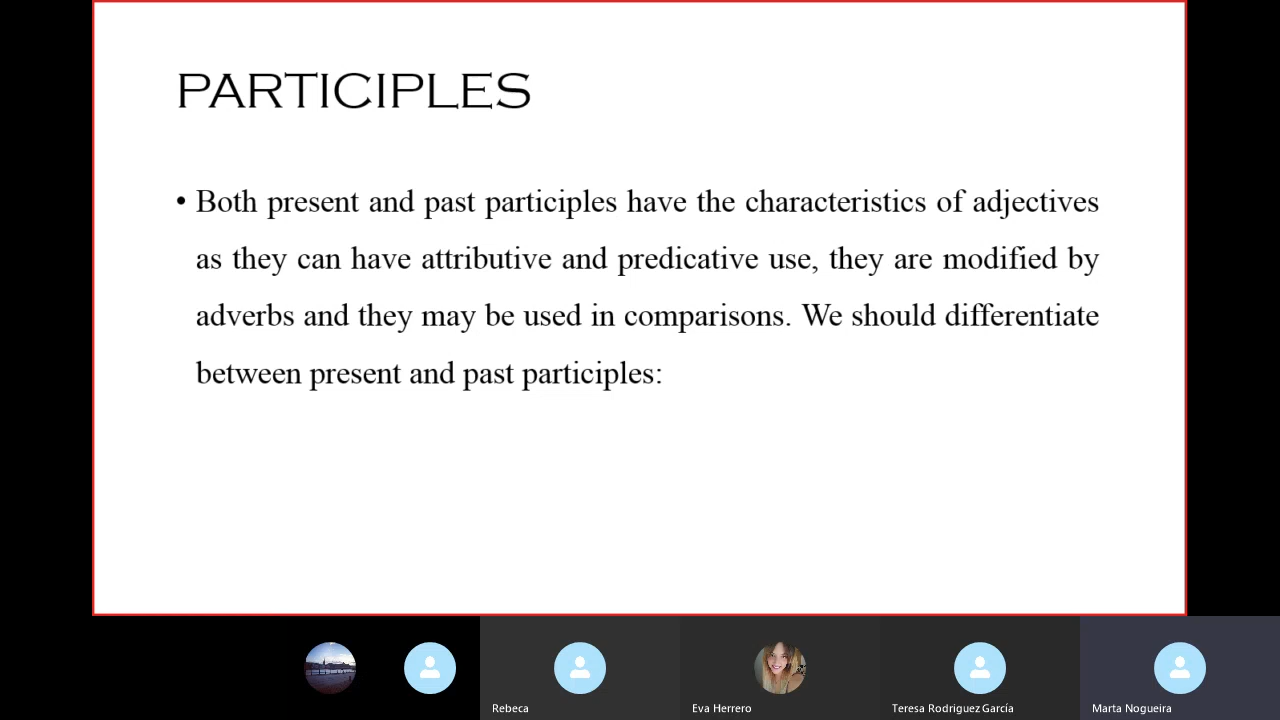 PARTICIPLES
• Both present and past participles have the characteristics of adjectives
as they can have attributive and predicative use, they are modified by
adverbs and they may be used in comparisons. We should differentiate
between present and past participles:
Rebeca
Eva Herrero
Teresa Rodriguez García
Marta Nogueira